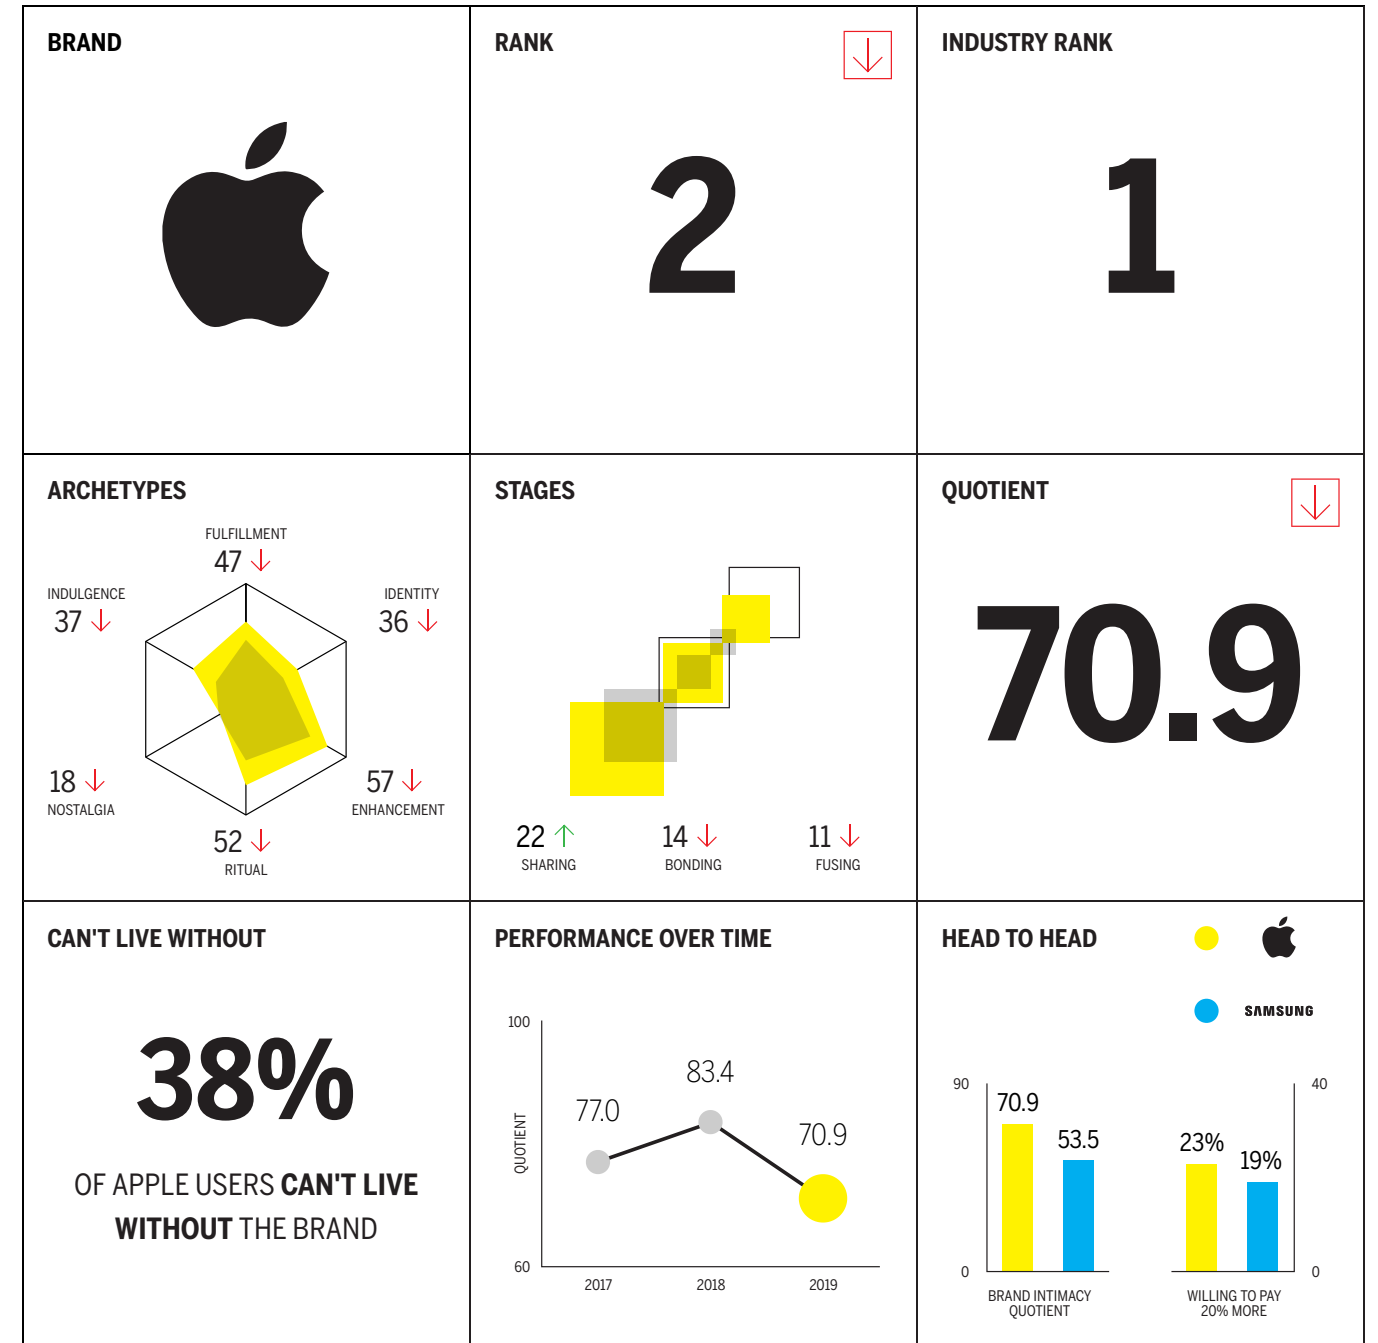 BRAND
RANK
2
INDUSTRY RANK
1
ARCHETYPES
FULFILLMENT
47
INDULGENCE
37
IDENTITY
36
18
NOSTALGIA
57
ENHANCEMENT
52
RITUAL
STAGES
22
SHARING
14
BONDING
11
FUSING
QUOTIENT
70.9
CAN'T LIVE WITHOUT
38%
OF APPLE USERS CAN'T LIVE
WITHOUT THE BRAND
PERFORMANCE OVER TIME
100
QUOTIENT
60
77.0
83.4
70.9
2017
2018
2019
HEAD TO HEAD
SAMSUNG
90
0
70.9
53.5
BRAND INTIMACY
QUOTIENT
23%
19%
40
0
WILLING TO PAY
20% MORE